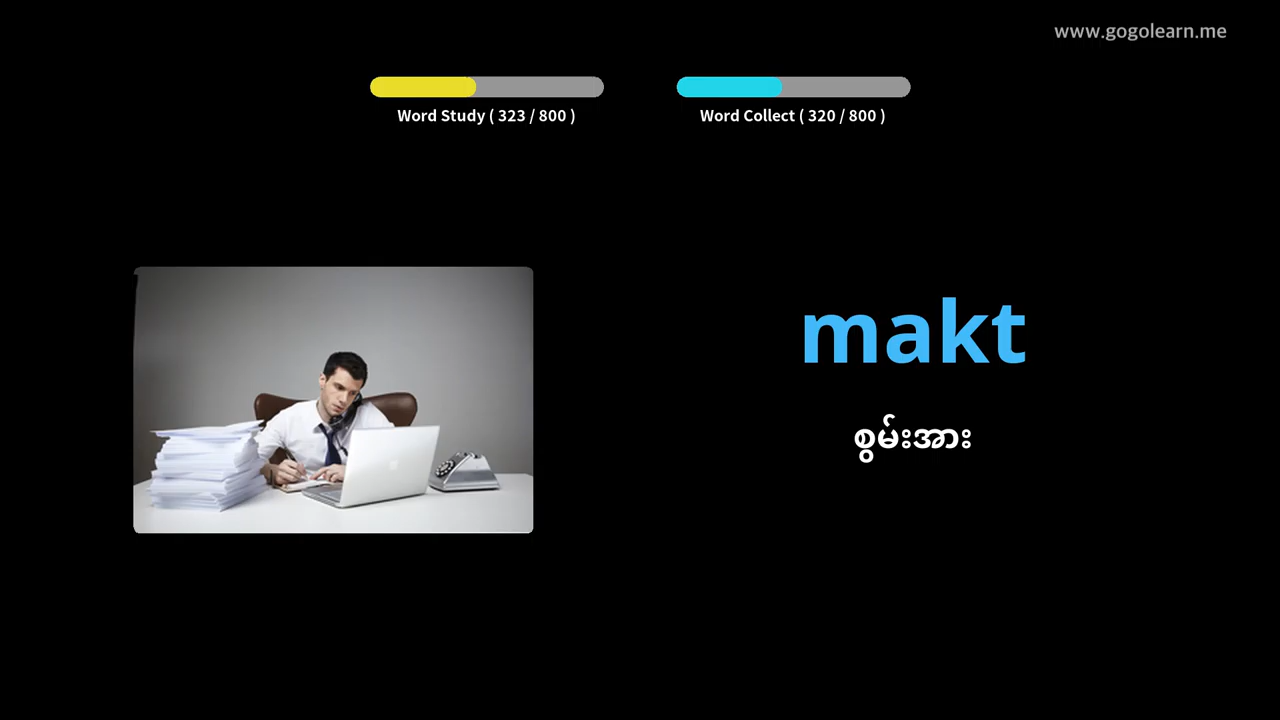 www.gogolearn.me
Word Study ( 323 / 800 )
Word Collect ( 320 / 800 )
makt
စွမ်းအား